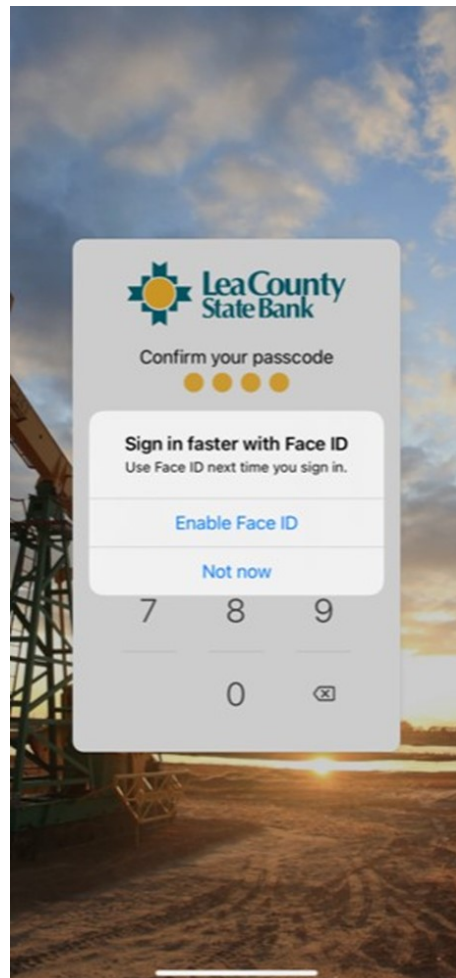 Lea County
State Bank
Confirm your passcode
Sign in faster with Face ID
Use Face ID next time you sign in.
Enable Face ID
Not now
7 8 9
0